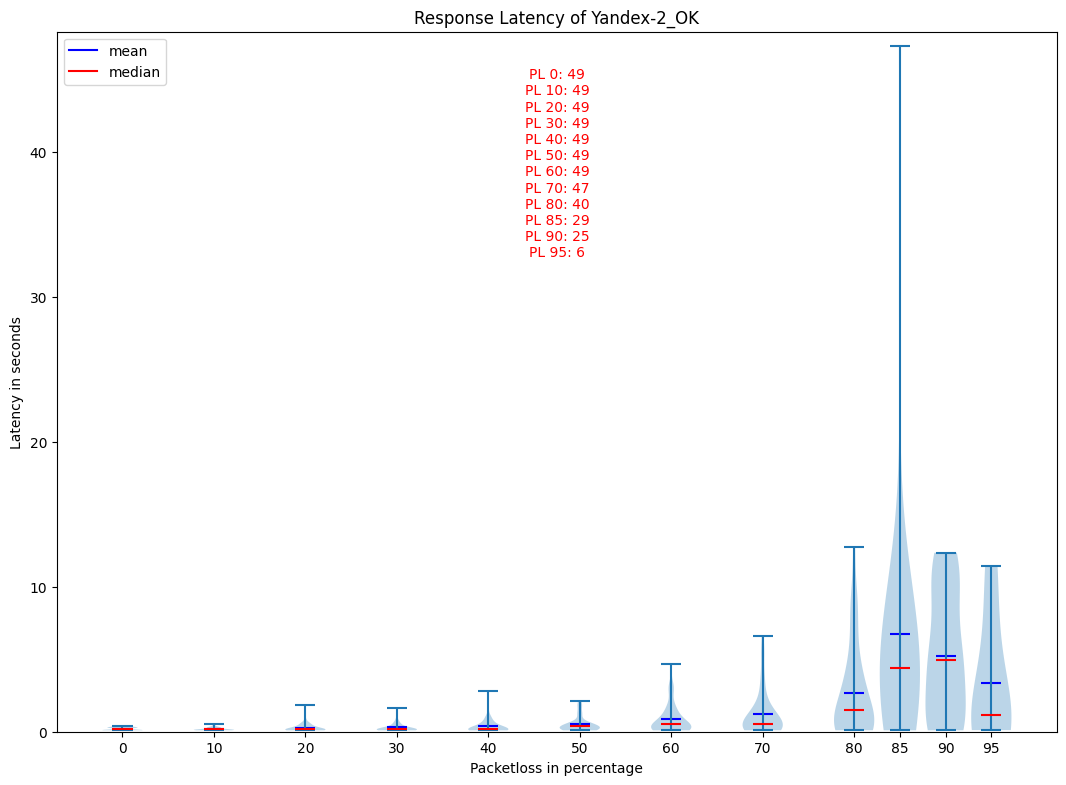 Response Latency of Yandex-2_OK
mean
median
PL 0: 49
PL 10: 49
PL 20: 49
PL 30: 49
PL 40: 49
PL 50: 49
PL 60: 49
PL 70: 47
PL 80: 40
PL 85: 29
PL 90: 25
PL 95: 6
40
30
20
10
0
Latency in seconds
0 10 20 30 40 50 60 70 80 85 90 95
Packetloss in percentage